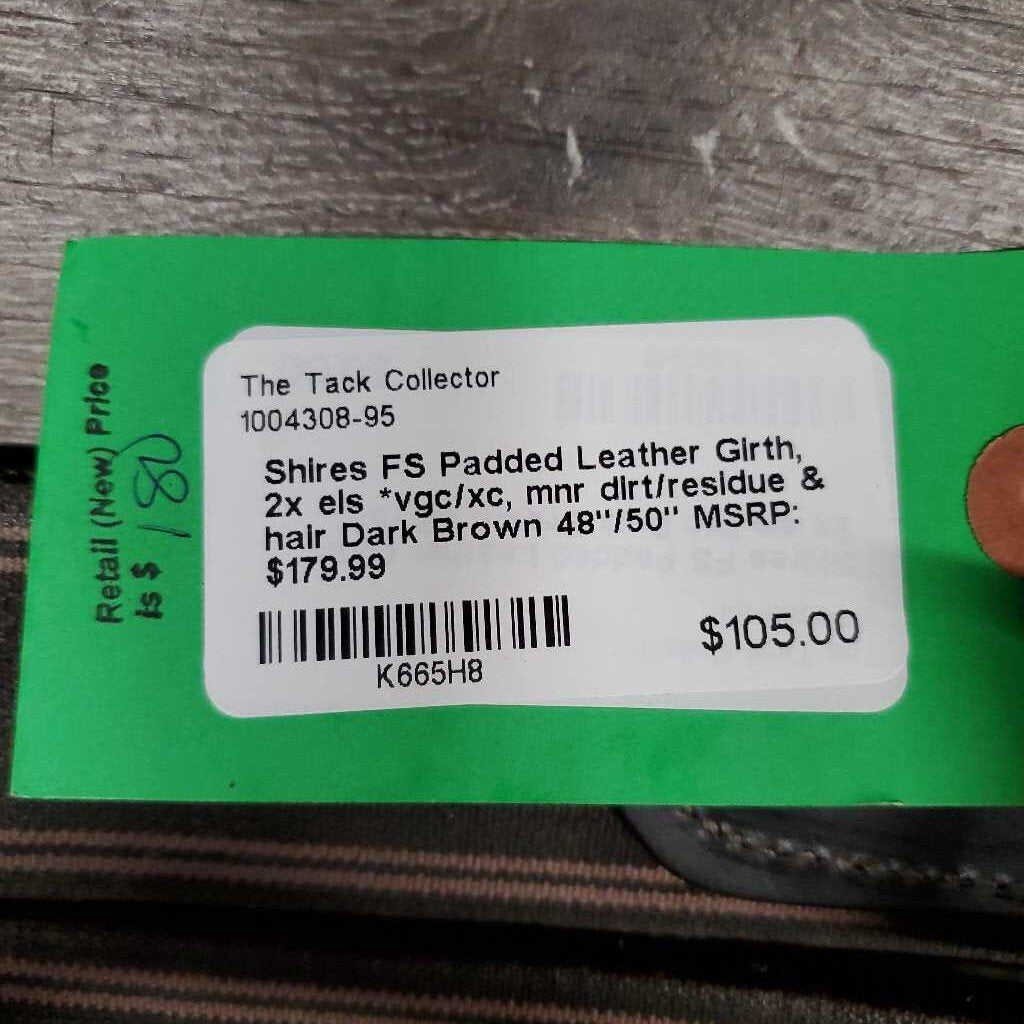 The Tack Collector
1004308-95
Shires FS Padded Leather Girth,
2x els *vgc/xc, mnr dirt/residue &
hair Dark Brown 48"/50" MSRP:
$179.99
K665H8
$105.00
Retail (New) Price
is $ 180